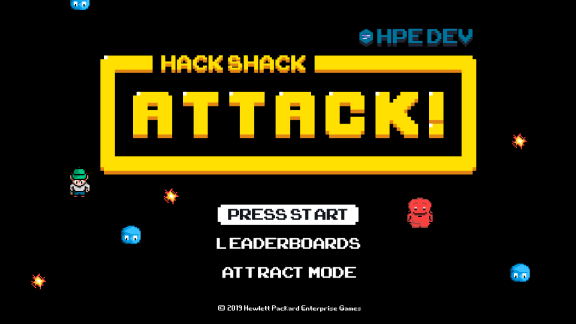 HPE DEV
HACK SHACK
ATTACK!
PRESS START
LEADERBOARDS
ATTRACT MODE
© 2019 Hewlett Packard Enterprise Games